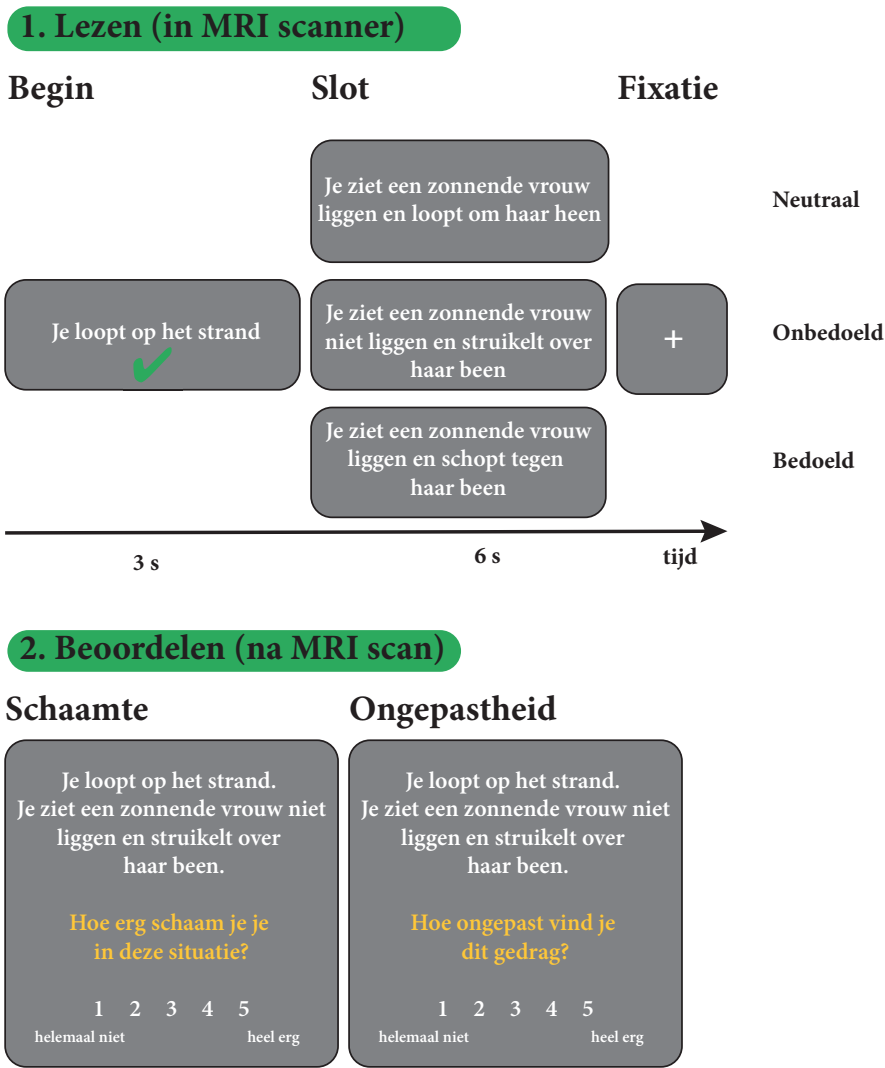 1. Lezen (in MRI scanner)
Begin
Slot
Fixatie
Je ziet een zonnende vrouw
liggen en loopt om haar heen
Neutraal
Je loopt op het strand
Je ziet een zonnende vrouw
niet liggen en struikelt over
haar been
+
Onbedoeld
Je ziet een zonnende vrouw
liggen en schopt tegen
haar been
Bedoeld
3 s
6 s
tijd
2. Beoordelen (na MRI scan)
Schaamte
Je loopt op het strand.
Je ziet een zonnende vrouw niet
liggen en struikelt over
haar been.
Hoe erg schaam je je
in deze situatie?
1 2 3 4 5
helemaal niet heel erg
Ongepastheid
Je loopt op het strand.
Je ziet een zonnende vrouw niet
liggen en struikelt over
haar been.
Hoe ongepast vind je
dit gedrag?
1 2 3 4 5
helemaal niet heel erg